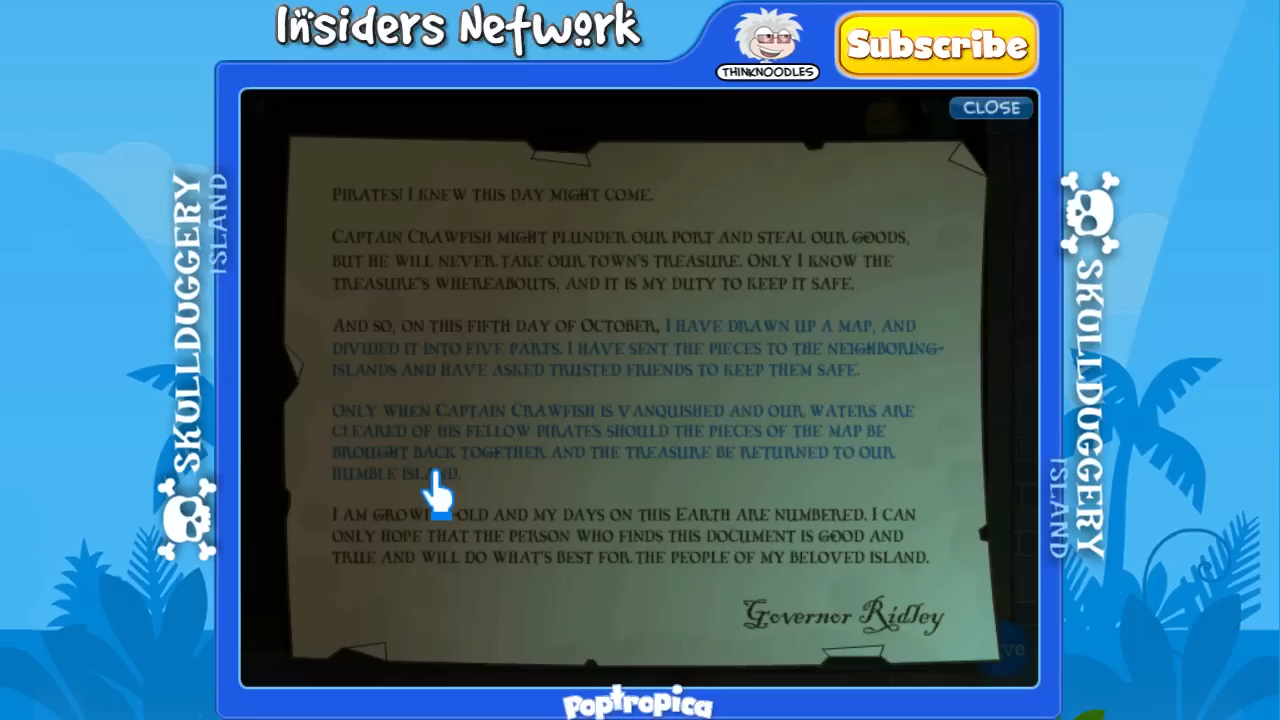 Insiders Network
THINKNOODLES
Subscribe
CLOSE
SKULLDUGGERY
ISLAND
PIRATES! I KNEW THIS DAY MIGHT COME.
CAPTAIN CRAWFISH MIGHT PLUNDER OUR PORT AND STEAL OUR GOODS,
BUT HE WILL NEVER TAKE OUR TOWN'S TREASURE. ONLY I KNOW THE
TREASURE'S WHEREABOUTS, AND IT IS MY DUTY TO KEEP IT SAFE.
AND SO, ON THIS FIFTH DAY OF OCTOBER, I HAVE DRAWN UP A MAP, AND
DIVIDED IT INTO FIVE PARTS. I HAVE SENT THE PIECES TO THE NEIGHBORING
ISLANDS AND HAVE ASKED TRUSTED FRIENDS TO KEEP THEM SAFE.
ONLY WHEN CAPTAIN CRAWFISH IS VANQUISHED AND OUR WATERS ARE
CLEARED OF HIS FELLOW PIRATES SHOULD THE PIECES OF THE MAP BE
BROUGHT BACK TOGETHER AND THE TREASURE BE RETURNED TO OUR
HUMBLE ISLAND.
I AM GROWING OLD AND MY DAYS ON THIS EARTH ARE NUMBERED. I CAN
ONLY HOPE THAT THE PERSON WHO FINDS THIS DOCUMENT IS GOOD AND
TRUE AND WILL DO WHAT'S BEST FOR THE PEOPLE OF MY BELOVED ISLAND.
Governor Ridley
SKULLDUGGERY
ISLAND
Poptropica